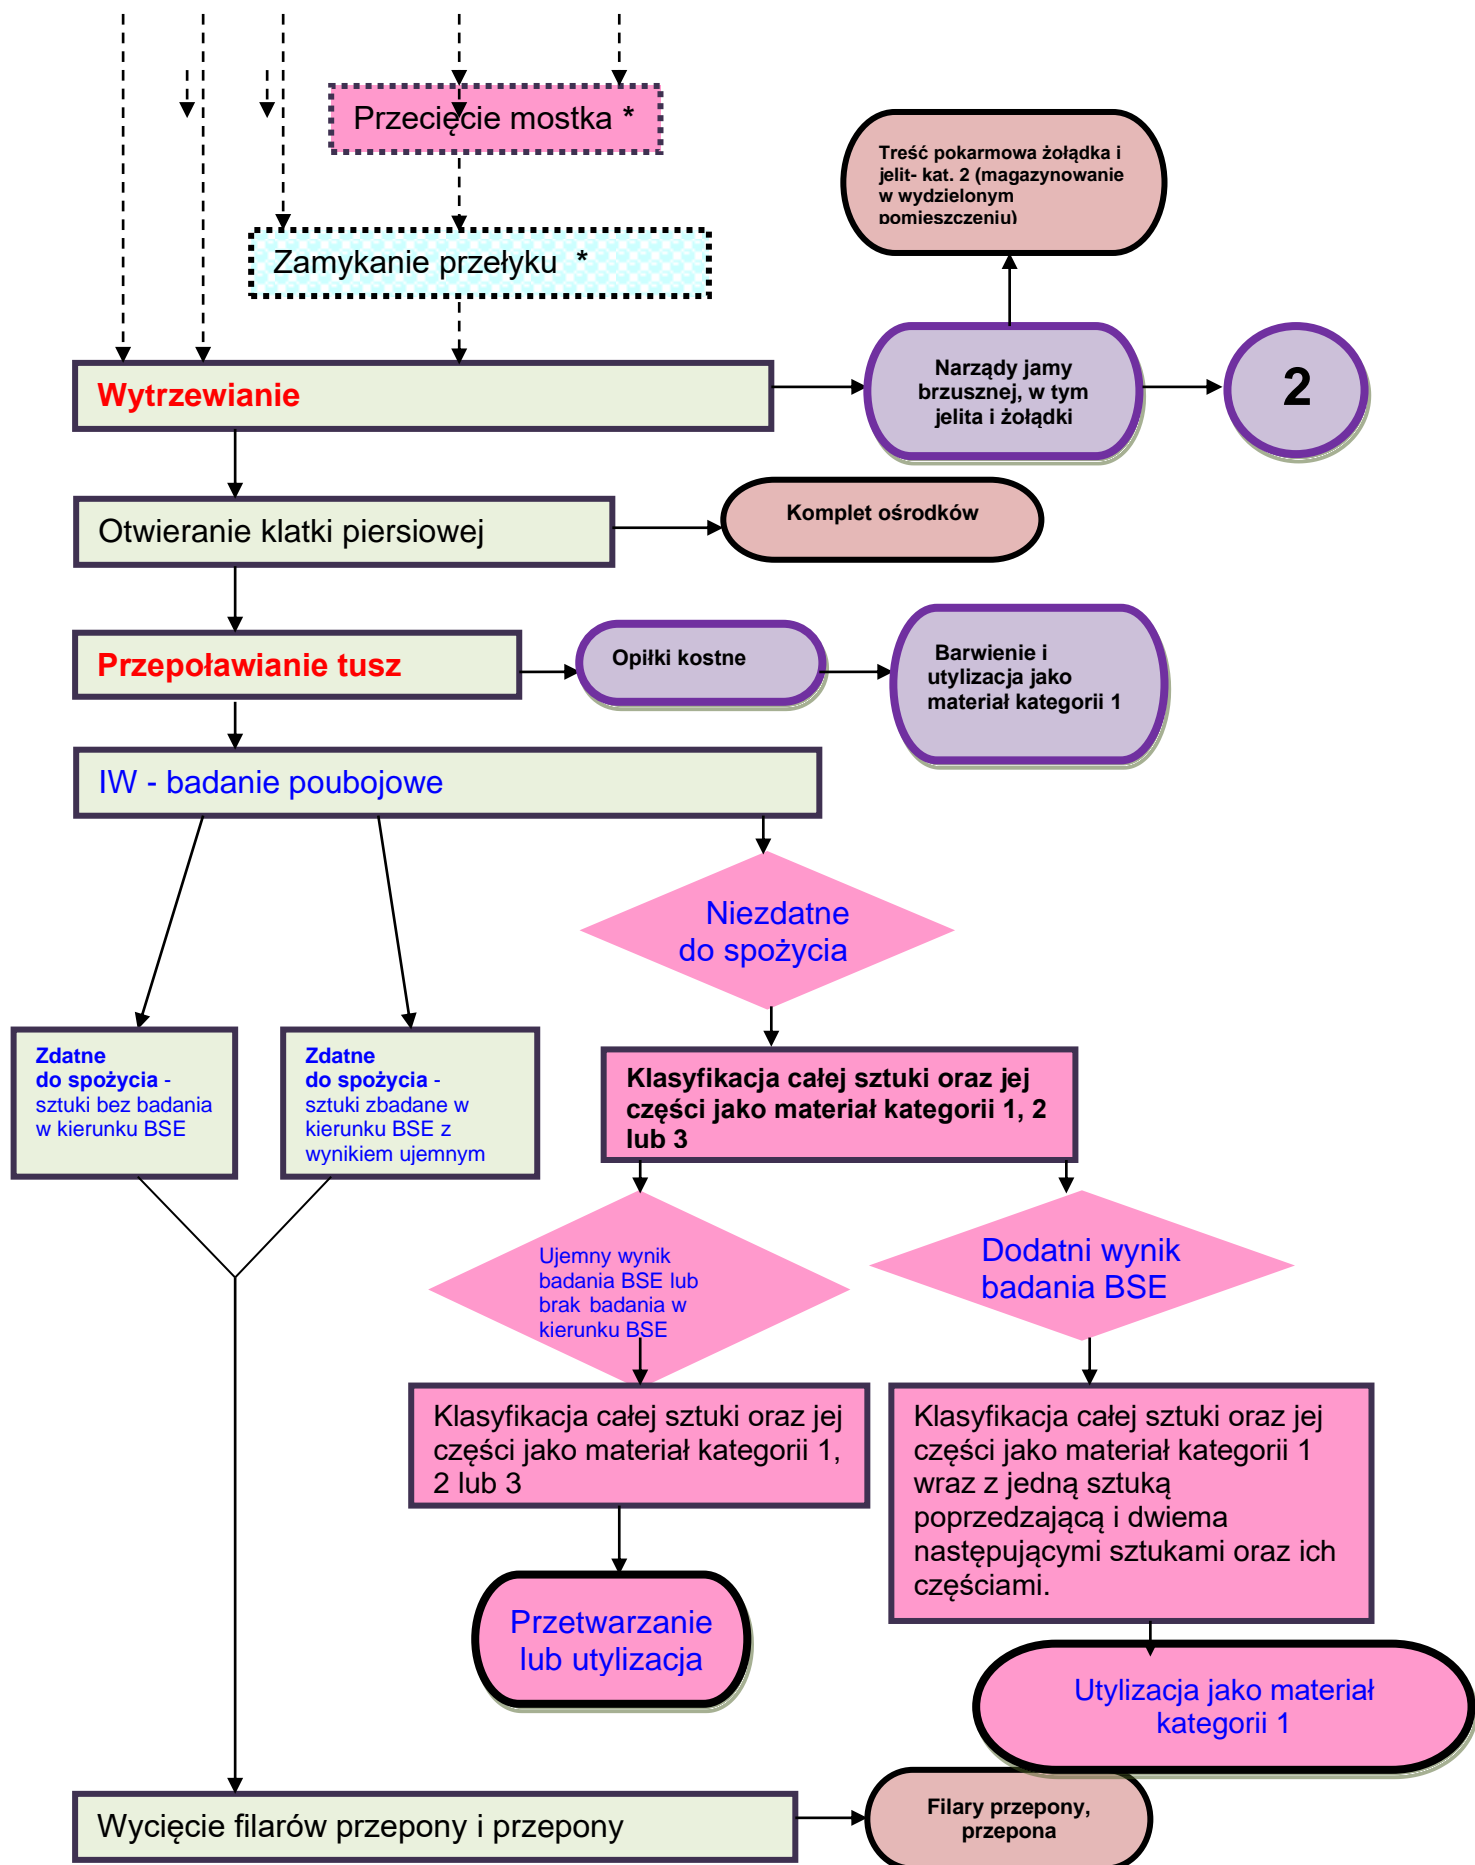 Przecięcie mostka *
Treść pokarmowa żołądka i
jelit- kat. 2 (magazynowanie
w wydzielonym
pomieszczeniu)
Zamykanie przełyku *
Wytrzewianie
Narządy jamy
brzusznej, w tym
jelita i żołądki
2
Otwieranie klatki piersiowej
Komplet ośrodków
Przepoławianie tusz
Opiłki kostne
Barwienie i
utylizacja jako
materiał kategorii 1
IW - badanie poubojowe
Niezdatne
do spożycia
Zdatne
do spożycia -
sztuki bez badania
w kierunku BSE
Zdatne
do spożycia -
sztuki zbadane w
kierunku BSE z
wynikiem ujemnym
Klasyfikacja całej sztuki oraz jej
części jako materiał kategorii 1, 2
lub 3
Ujemny wynik
badania BSE lub
brak badania w
kierunku BSE
Dodatni wynik
badania BSE
Klasyfikacja całej sztuki oraz jej
części jako materiał kategorii 1,
2 lub 3
Klasyfikacja całej sztuki oraz jej
części jako materiał kategorii 1
wraz z jedną sztuką
poprzedzającą i dwiema
następującymi sztukami oraz ich
częściami.
Przetwarzanie
lub utylizacja
Utylizacja jako materiał
kategorii 1
Wycięcie filarów przepony i przepony
Filary przepony,
przepona